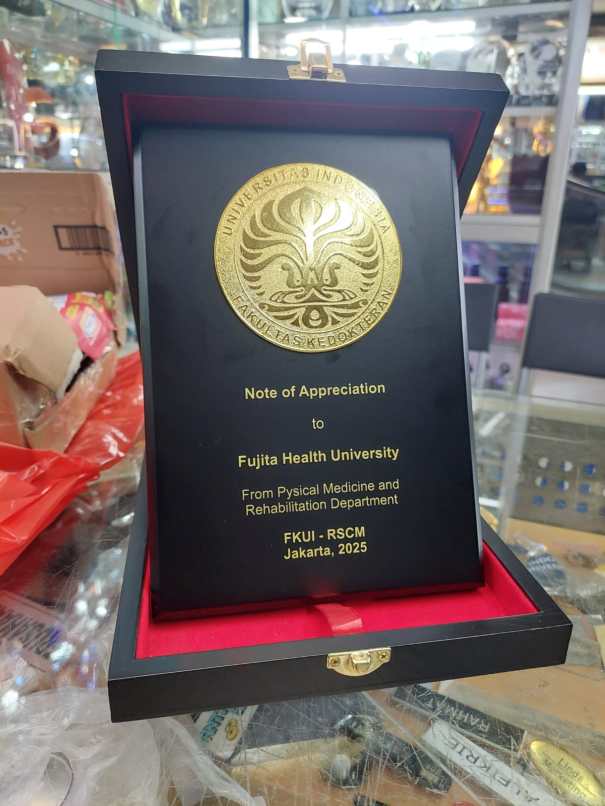 UNIVERSITAS INDONESIA
FAKULTAS KEDOKTERAN
Note of Appreciation
to
Fujita Health University
From Pysical Medicine and
Rehabilitation Department
FKUI - RSCM
Jakarta, 2025
RAHMAT